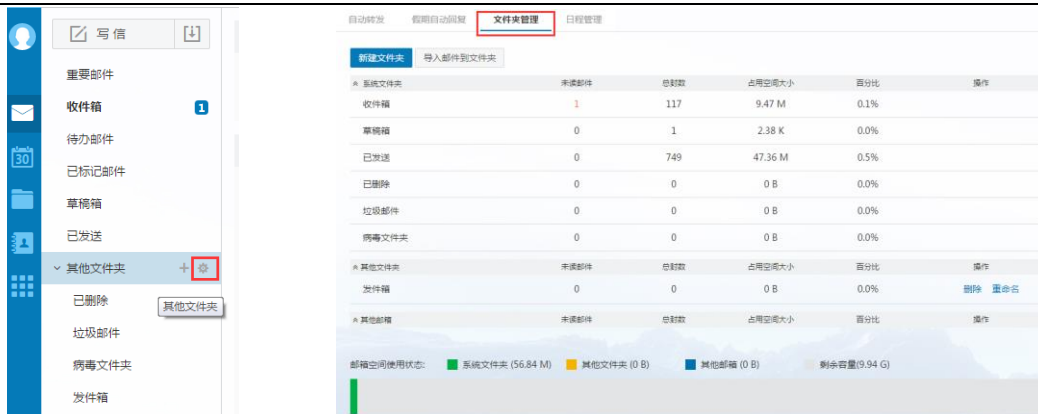 写信
重要邮件
收件箱 1
待办邮件
30
已标记邮件
草稿箱
已发送
其他文件夹
已删除
其他文件夹
垃圾邮件
病毒文件夹
发件箱
自动转发 假期自动回复 文件夹管理 日程管理
新建文件夹 导入邮件到文件夹
系统文件夹 未读邮件 总封数 占用空间大小 百分比 操作
收件箱 1 117 9.47 M 0.1%
草稿箱 0 1 2.38 K 0.0%
已发送 0 749 47.36 M 0.5%
已删除 0 0 0 B 0.0%
垃圾邮件 0 0 0 B 0.0%
病毒文件夹 0 0 0 B 0.0%
其他文件夹 未读邮件 总封数 占用空间大小 百分比 操作
发件箱 0 0 0 B 0.0% 删除 重命名
其他邮箱 未读邮件 总封数 占用空间大小 百分比 操作
邮箱空间使用状态: 系统文件夹 (56.84 M) 其他文件夹 (0 B) 其他邮箱 (0 B) 剩余容量(9.94 G)